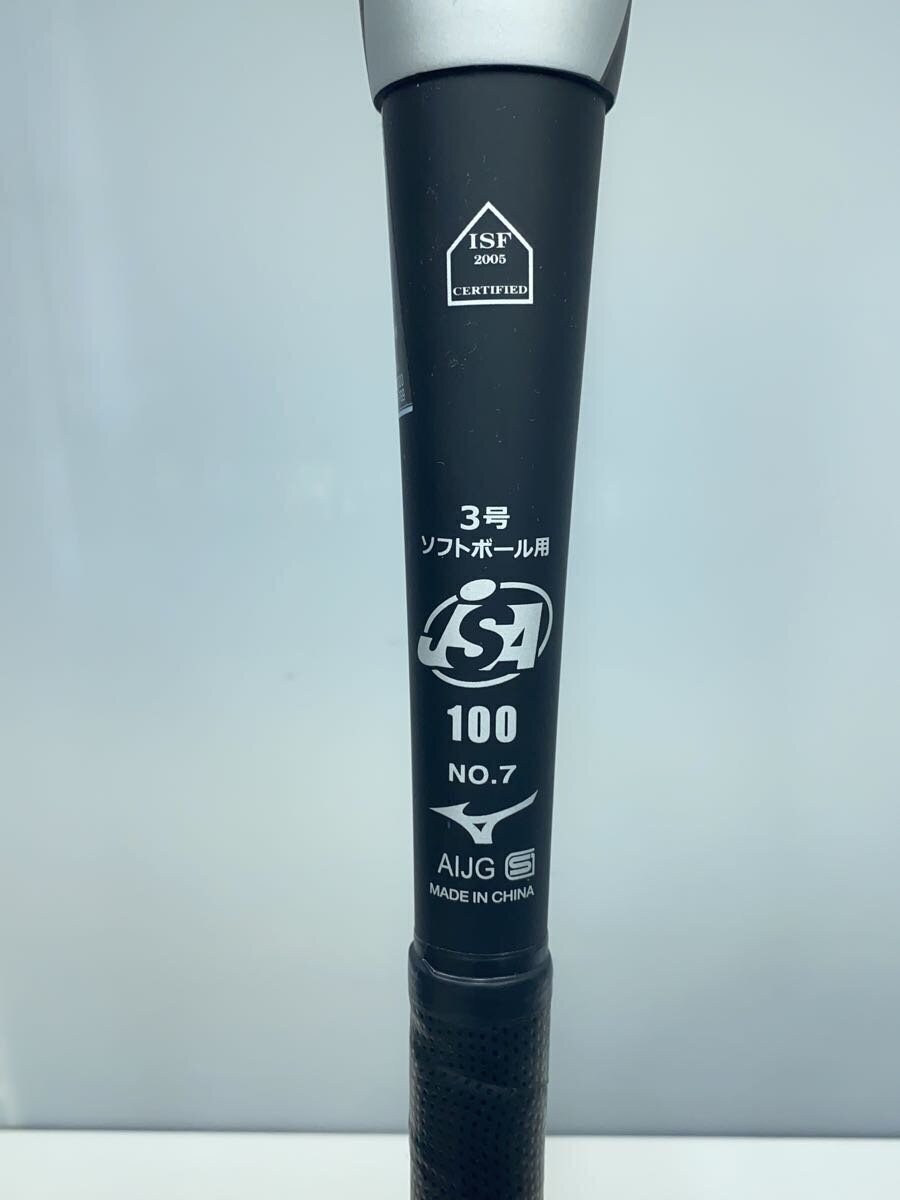 ISF
2005
CERTIFIED
3号
ソフトボール用
JSA
100
NO.7
AIJG S
MADE IN CHINA